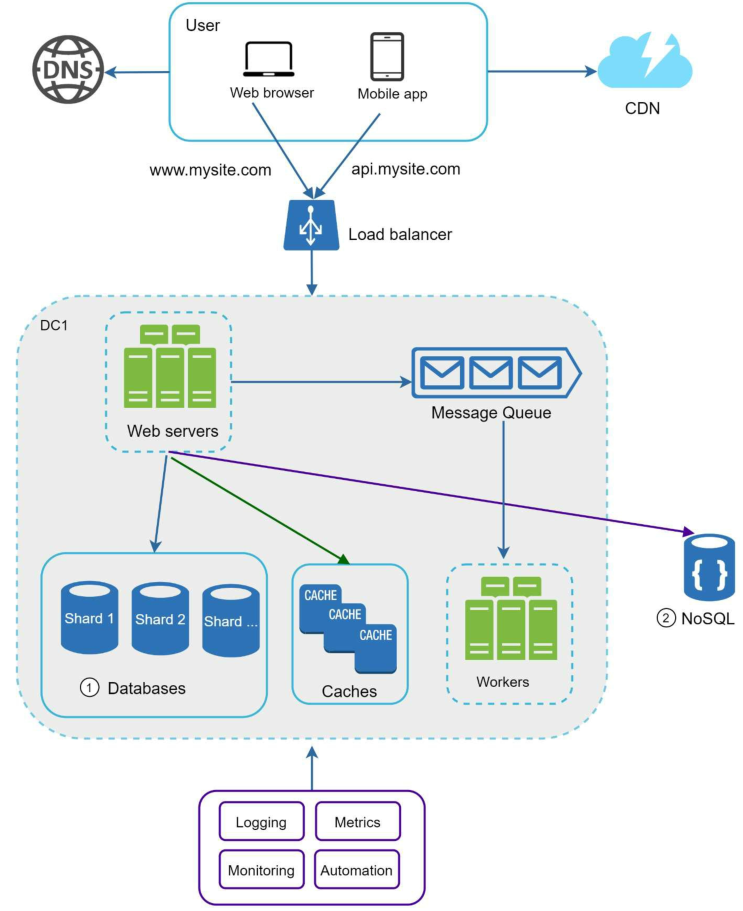 User
DNS
Web browser
Mobile app
CDN
www.mysite.com
api.mysite.com
Load balancer
DC1
Web servers
Message Queue
Shard 1
Shard 2
Shard ...
1 Databases
CACHE
CACHE
CACHE
Caches
Workers
{ }
2 NoSQL
Logging
Metrics
Monitoring
Automation